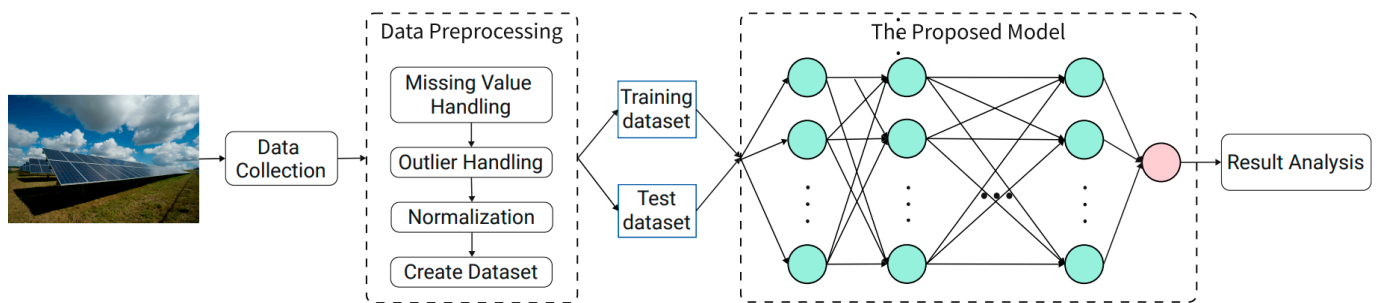 Data
Collection
Data Preprocessing
Missing Value
Handling
Outlier Handling
Normalization
Create Dataset
Training
dataset
Test
dataset
The Proposed Model
Result Analysis